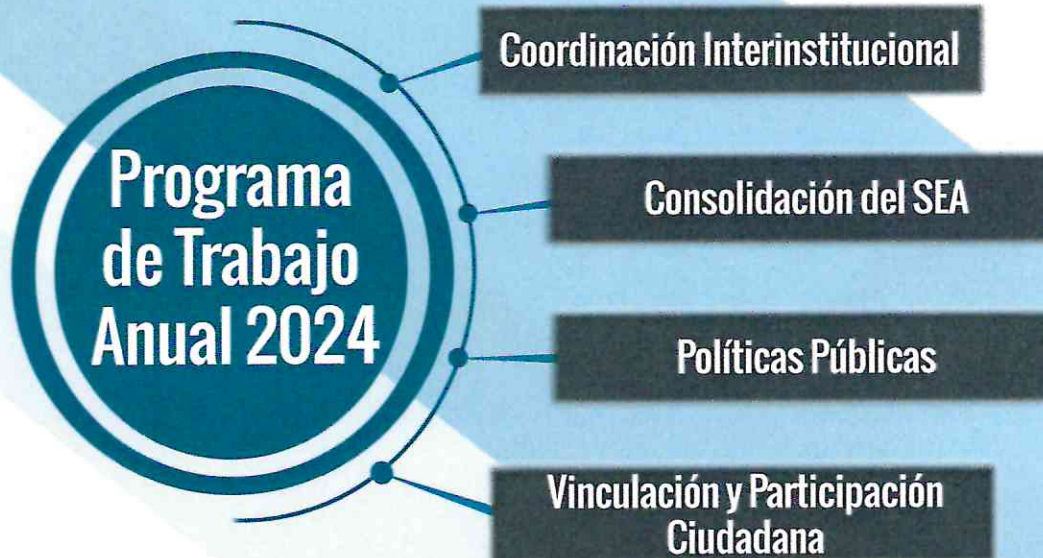 Programa
de Trabajo
Anual 2024
Coordinación Interinstitucional
Consolidación del SEA
Políticas Públicas
Vinculación y Participación
Ciudadana